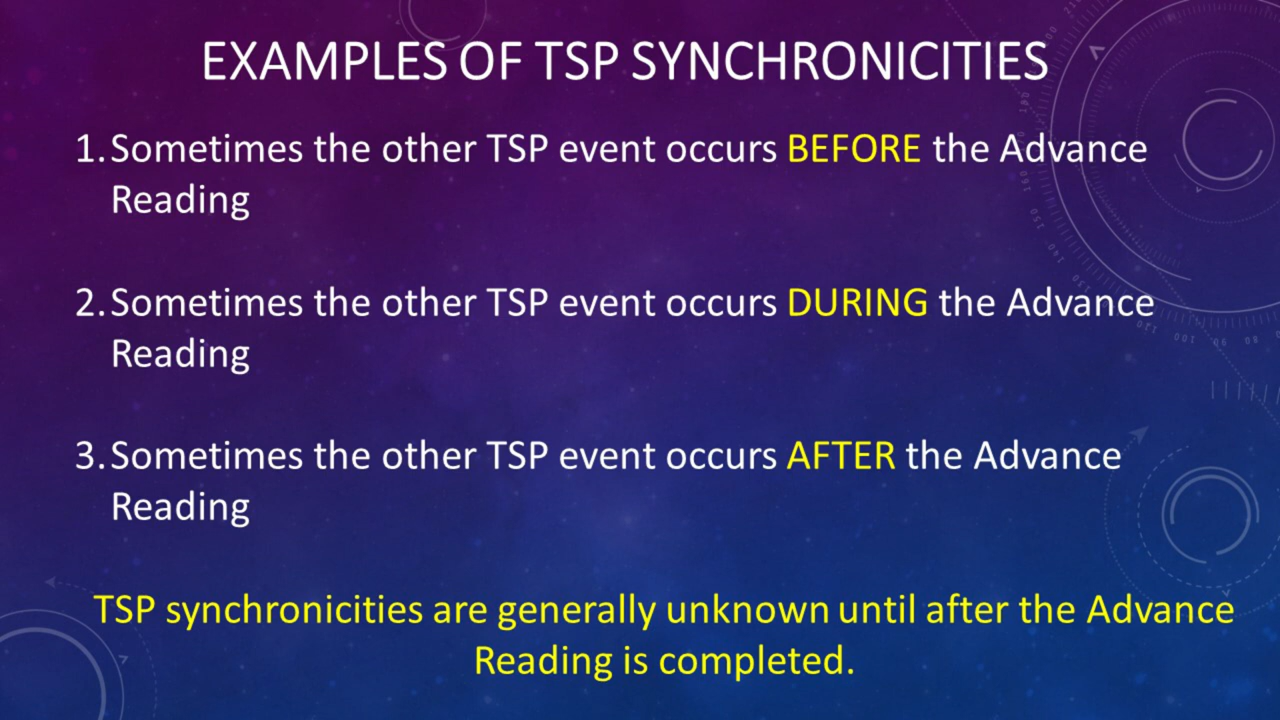 EXAMPLES OF TSP SYNCHRONICITIES
1. Sometimes the other TSP event occurs BEFORE the Advance
Reading
2. Sometimes the other TSP event occurs DURING the Advance
Reading
3. Sometimes the other TSP event occurs AFTER the Advance
Reading
TSP synchronicities are generally unknown until after the Advance
Reading is completed.